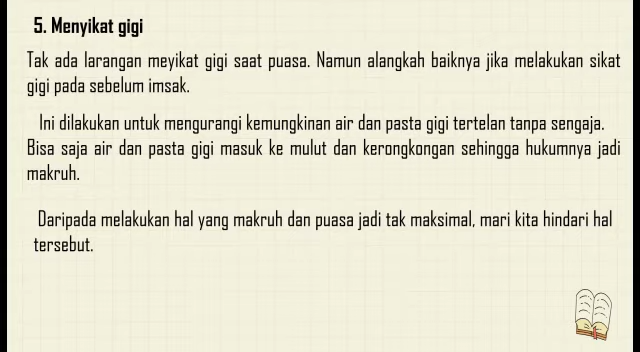 5. Menyikat gigi
Tak ada larangan meyikat gigi saat puasa. Namun alangkah baiknya jika melakukan sikat
gigi pada sebelum imsak.
Ini dilakukan untuk mengurangi kemungkinan air dan pasta gigi tertelan tanpa sengaja.
Bisa saja air dan pasta gigi masuk ke mulut dan kerongkongan sehingga hukumnya jadi
makruh.
Daripada melakukan hal yang makruh dan puasa jadi tak maksimal, mari kita hindari hal
tersebut.